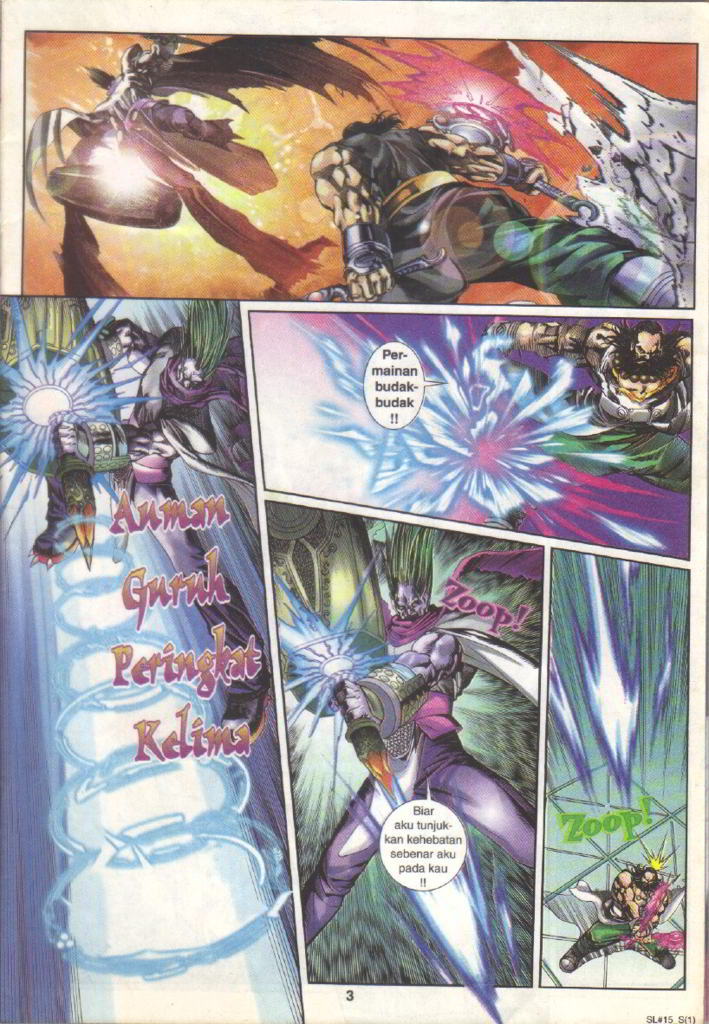 Per-
mainan
budak-
budak
!!
Auman
Guruh
Peringkat
Kelima
Zoop!
Biar
aku tunjuk-
kan kehebatan
sebenar aku
pada kau
!!
Zoop!
3
SL#15 S(1)